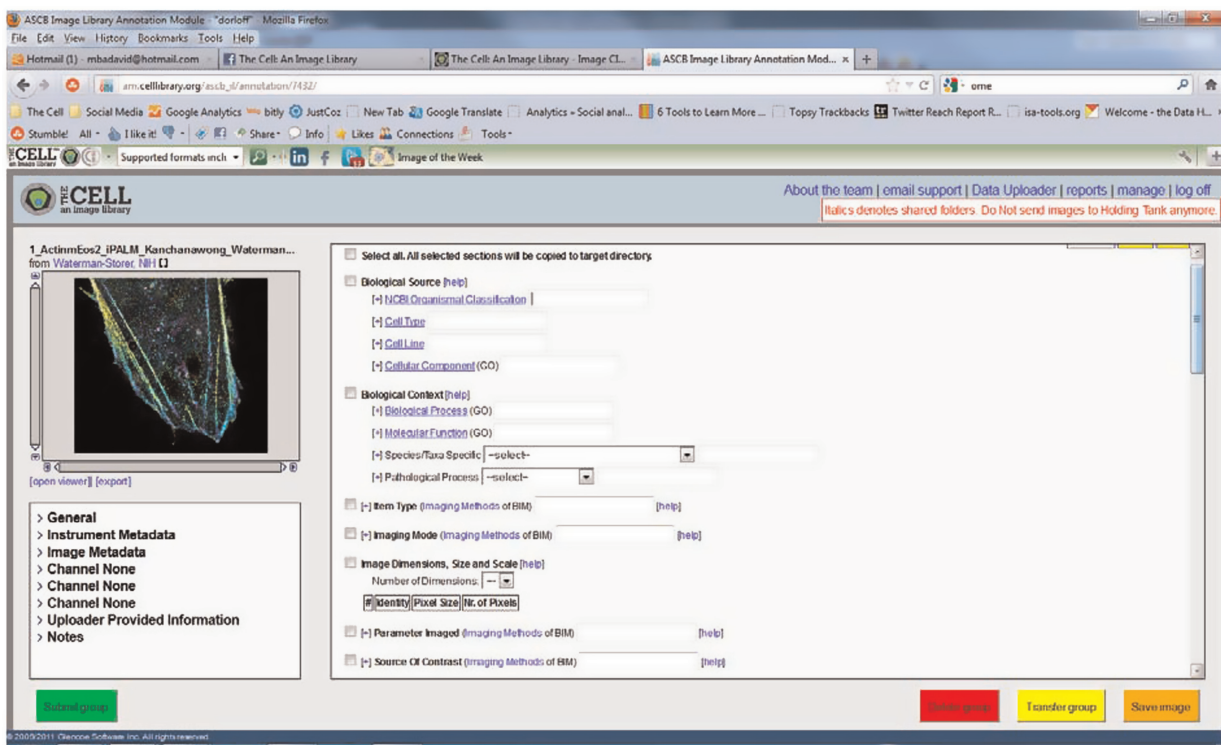 ASCB Image Library Annotation Module - "dorloff" - Mozilla Firefox
File Edit View History Bookmarks Tools Help
Hotmail (1) - mbadavid@hotmail.com The Cell: An Image Library The Cell: An Image Library - Image CI... ASCB Image Library Annotation Mod... × +
am.celllibrary.org/ascb_il/annotation/7432/ ome
The Cell Social Media Google Analytics bitly JustCoz New Tab Google Translate Analytics - Social anal... 6 Tools to Learn More ... Topsy Trackbacks Twitter Reach Report R... isa-tools.org Welcome - the Data H...
Stumble! All I like it! Share Info Likes Connections Tools
THE CELL an image library Supported formats incl in f Image of the Week
THE CELL
an image library
About the team | email support | Data Uploader | reports | manage | log off
Italics denotes shared folders. Do Not send images to Holding Tank anymore.
1_ActinmEos2_iPALM_Kanchanawong_Waterman...
from Waterman-Storer, NIH []
[open viewer] [export]
> General
> Instrument Metadata
> Image Metadata
> Channel None
> Channel None
> Channel None
> Uploader Provided Information
> Notes
Select all. All selected sections will be copied to target directory.
Biological Source [help]
[+] NCBI Organismal Classification
[+] Cell Type
[+] Cell Line
[+] Cellular Component (GO)
Biological Context [help]
[+] Biological Process (GO)
[+] Molecular Function (GO)
[+] Species/Taxa Specific --select--
[+] Pathological Process --select--
[+] Item Type (Imaging Methods of BIM) [help]
[+] Imaging Mode (Imaging Methods of BIM) [help]
Image Dimensions, Size and Scale [help]
Number of Dimensions: ---
# Identity Pixel Size Nr. of Pixels
[+] Parameter Imaged (Imaging Methods of BIM) [help]
[+] Source Of Contrast (Imaging Methods of BIM) [help]
Submit group Delete group Transfer group Save image
© 2005/2011 Glencoe Software Inc. All rights reserved.